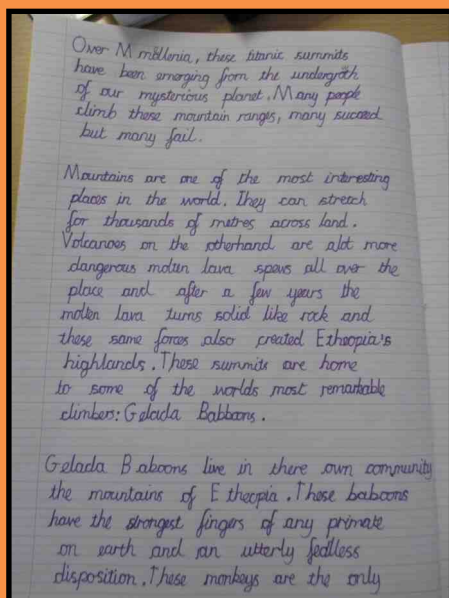 Over M möllenia, these titanic summits
have been emerging from the undergroth
of our mysterious planet. Many people
climb these mountain ranges, many succeed
but many fail.
Mountains are one of the most interesting
places in the world. They can stretch
for thousands of metres across land.
Volcanoes on the otherhand are alot more
dangerous molten lava spews all over the
place and after a few years the
molten lava turns solid like rock and
these same forces also created Etheopia's
highlands. These summits are home
to some of the worlds most remarkable
climbers: Gelada Babbons.
Gelada Baboons live in there own community
the mountains of Etheopia. These baboons
have the strongest fingers of any primate
on earth and an utterly
disposition. These monkeys are the only